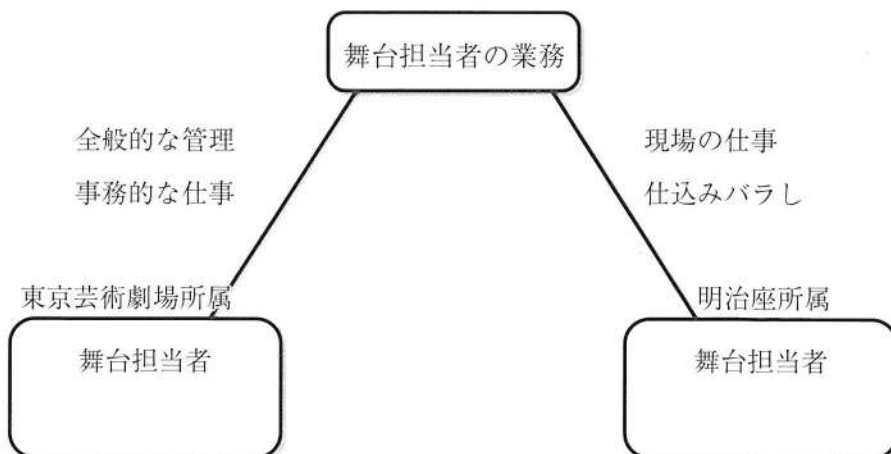 舞台担当者の業務
全般的な管理
事務的な仕事
現場の仕事
仕込みバラし
東京芸術劇場所属
舞台担当者
明治座所属
舞台担当者